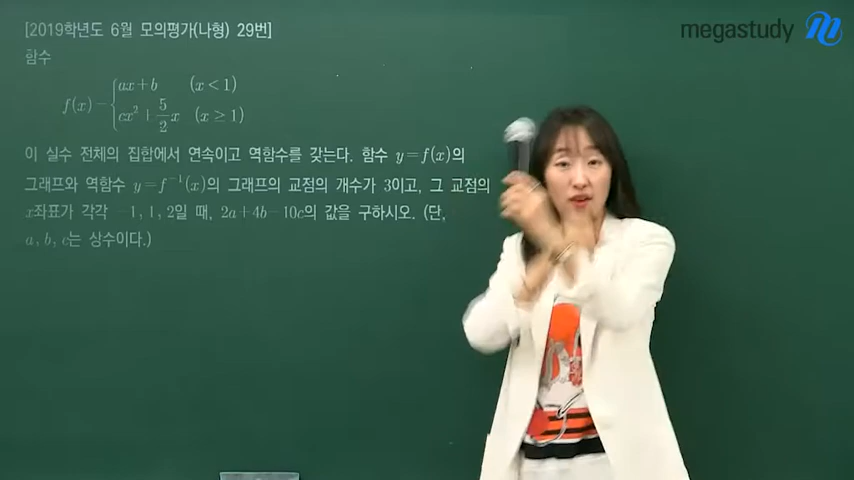 [2019학년도 6월 모의평가(나형) 29번]
megastudy
함수
f(x)={ax+b (x<1)
cx²+5/2x (x≥1)
이 실수 전체의 집합에서 연속이고 역함수를 갖는다. 함수 y=f(x)의
그래프와 역함수 y=f⁻¹(x)의 그래프의 교점의 개수가 3이고, 그 교점의
x좌표가 각각 −1, 1, 2일 때, 2a+4b−10c의 값을 구하시오. (단,
a, b, c는 상수이다.)